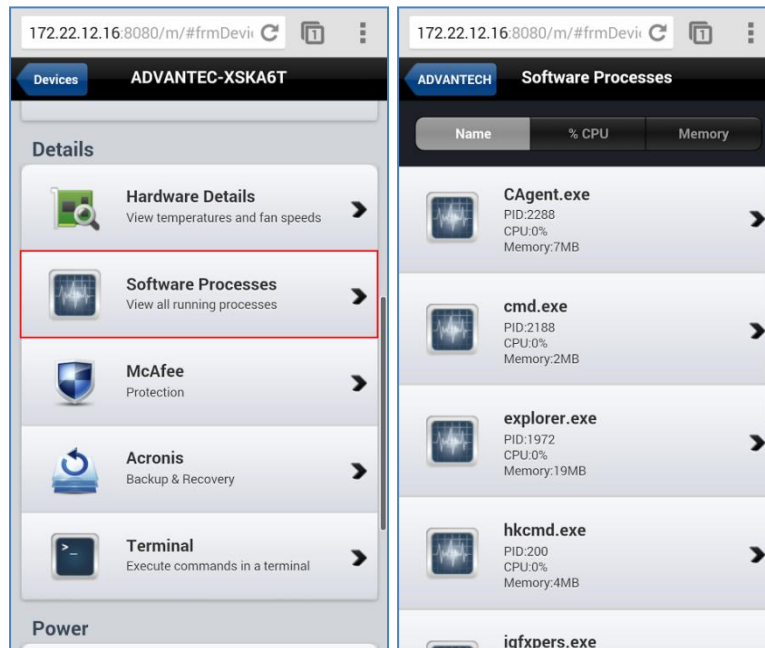 172.22.12.16:8080/m/#frmDevi
1
Devices
ADVANTEC-XSKA6T
Details
Hardware Details
View temperatures and fan speeds
Software Processes
View all running processes
McAfee
Protection
Acronis
Backup & Recovery
>_
Terminal
Execute commands in a terminal
Power
172.22.12.16:8080/m/#frmDevi
1
ADVANTECH
Software Processes
Name
% CPU
Memory
CAgent.exe
PID:2288
CPU:0%
Memory:7MB
cmd.exe
PID:2188
CPU:0%
Memory:2MB
explorer.exe
PID:1972
CPU:0%
Memory:19MB
hkcmd.exe
PID:200
CPU:0%
Memory:4MB
igfxpers.exe